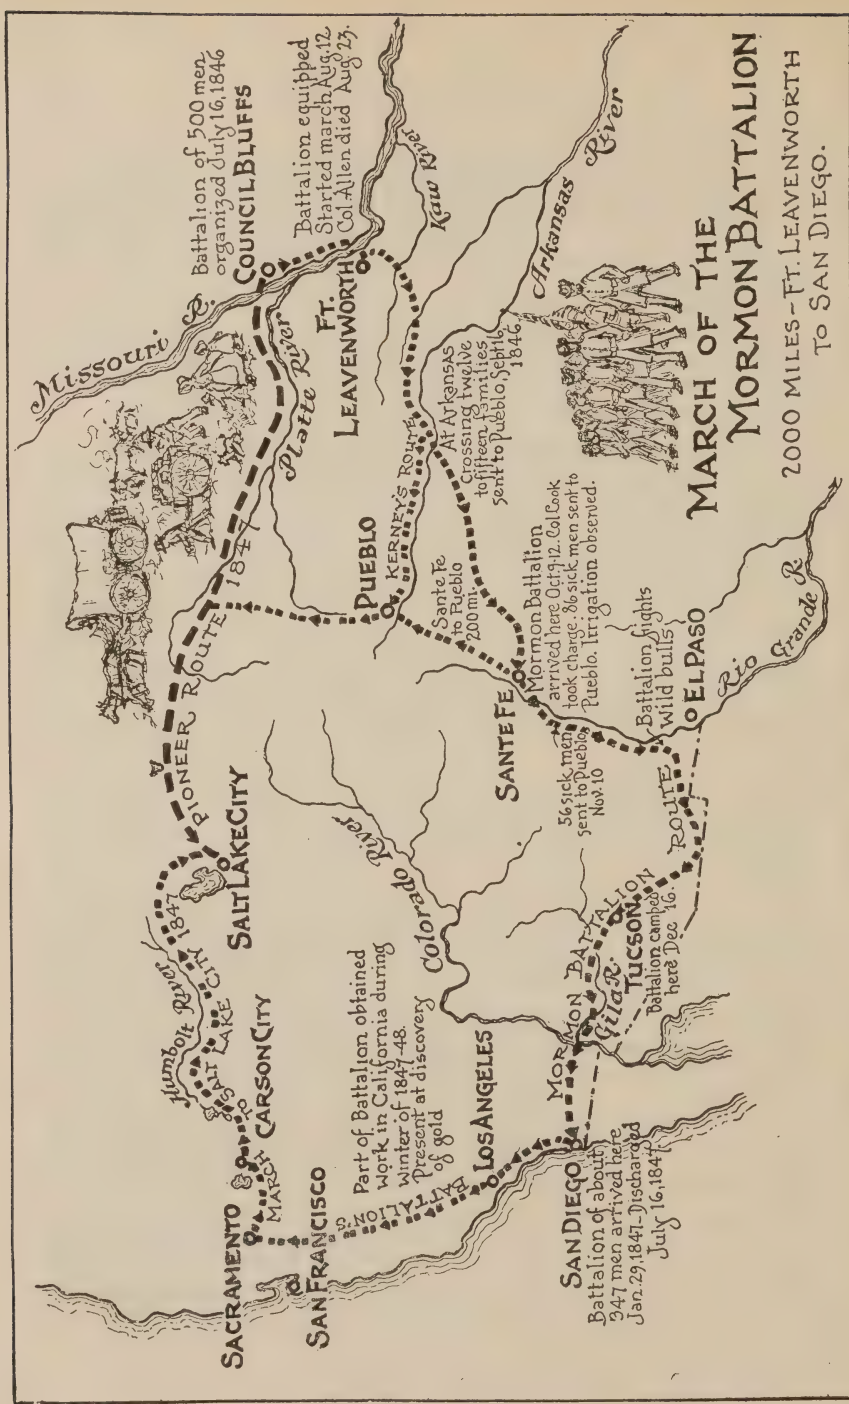 MARCH OF THE
MORMON BATTALION
2000 MILES-FT. LEAVENWORTH
TO SAN DIEGO.
Missouri R.
Battalion of 500 men
organized July 16, 1846
COUNCIL BLUFFS
Battalion equipped
Started march Aug. 12
Col Allen died Aug. 23.
Platte River
FT.
LEAVENWORTH
Kaw River
Arkansas River
At Arkansas
Crossing twelve
to fifteen families
sent to Pueblo, Sebt 16,
1846
KERNEY'S ROUTE
PUEBLO
Sante Fe
to Pueblo
200 mi.
PIONEER ROUTE 1847
SANTE FE
Mormon Battalion
arrived here Oct. 9-12. Col Cook
took charge. 86 sick men sent to
Pueblo. Irrigation observed.
56 sick men
sent to Pueblo
Nov. 10
Battalion fights
Wild bulls
EL PASO
Rio Grande R
MORMON BATTALION ROUTE
TUCSON
Battalion camped
here Dec 16.
Gila R.
Colorado River
SALT LAKE CITY
Humbolt River
BATTALION'S MARCH TO SALT LAKE CITY 1847
CARSON CITY
SACRAMENTO
SAN FRANCISCO
Part of Battalion obtained
work in California during
Winter of 1847-48.
Present at discovery
of gold
LOS ANGELES
SAN DIEGO
Battalion of about
347 men arrived here
Jan. 29, 1847-Discharged
July 16, 1847